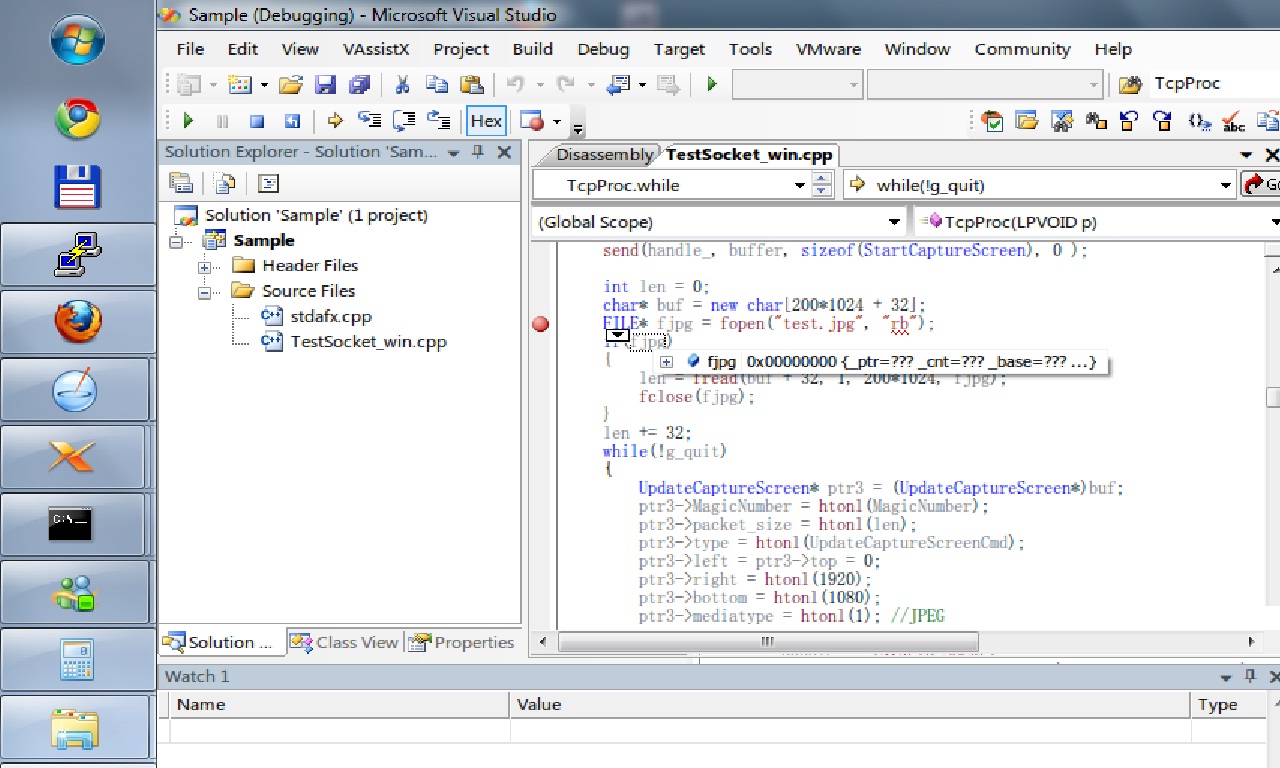 Sample (Debugging) - Microsoft Visual Studio
File Edit View VAssistX Project Build Debug Target Tools VMware Window Community Help
TcpProc
Hex
abc
Solution Explorer - Solution 'Sam...
Disassembly TestSocket_win.cpp
TcpProc.while while(!g_quit)
Solution 'Sample' (1 project)
(Global Scope) TcpProc(LPVOID p)
Sample
Header Files
Source Files
stdafx.cpp
TestSocket_win.cpp
send(handle_, buffer, sizeof(StartCaptureScreen), 0 );
int len = 0;
char* buf = new char[200*1024 + 32];
FILE* fjpg = fopen("test.jpg", "rb");
if(fjpg)
fjpg 0x00000000 {_ptr=??? _cnt=??? _base=??? ...}
{
len = fread(buf + 32, 1, 200*1024, fjpg);
fclose(fjpg);
}
len += 32;
while(!g_quit)
{
UpdateCaptureScreen* ptr3 = (UpdateCaptureScreen*)buf;
ptr3->MagicNumber = htonl(MagicNumber);
ptr3->packet_size = htonl(len);
ptr3->type = htonl(UpdateCaptureScreenCmd);
ptr3->left = ptr3->top = 0;
ptr3->right = htonl(1920);
ptr3->bottom = htonl(1080);
ptr3->mediatype = htonl(1); //JPEG
Solution ... Class View Properties
Watch 1
Name Value Type